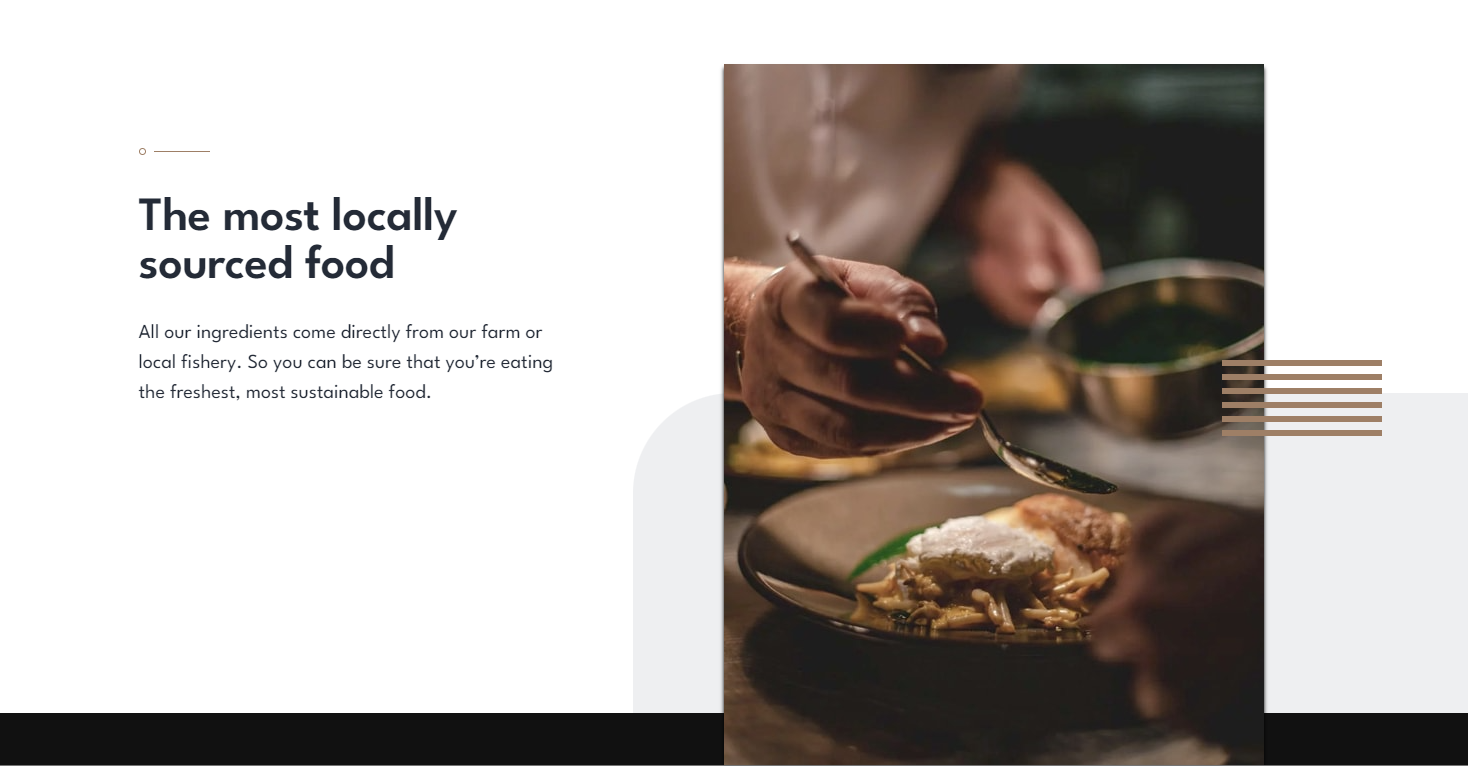 The most locally
sourced food
All our ingredients come directly from our farm or
local fishery. So you can be sure that you’re eating
the freshest, most sustainable food.